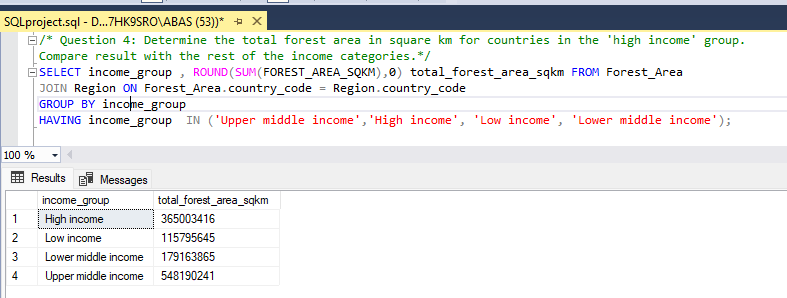 SQLproject.sql - D...7HK9SRO\ABAS (53))*
/* Question 4: Determine the total forest area in square km for countries in the 'high income' group.
Compare result with the rest of the income categories.*/
SELECT income_group , ROUND(SUM(FOREST_AREA_SQKM),0) total_forest_area_sqkm FROM Forest_Area
JOIN Region ON Forest_Area.country_code = Region.country_code
GROUP BY income_group
HAVING income_group  IN ('Upper middle income','High income', 'Low income', 'Lower middle income');
100 %
Results Messages
income_group total_forest_area_sqkm
1 High income 365003416
2 Low income 115795645
3 Lower middle income 179163865
4 Upper middle income 548190241